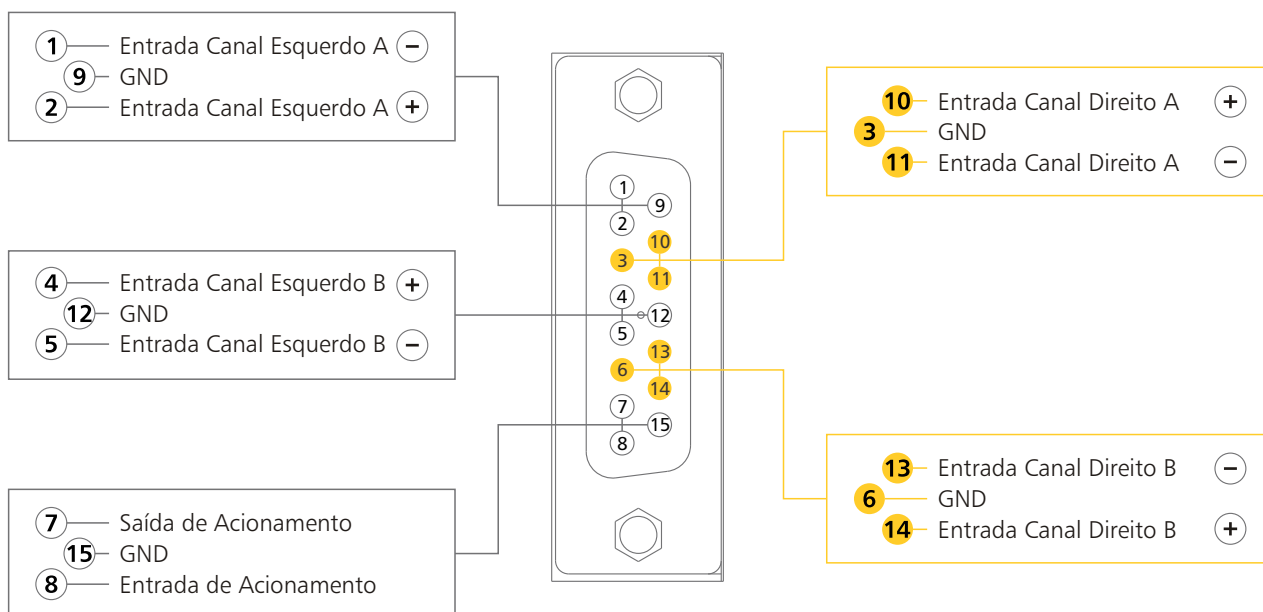 1 Entrada Canal Esquerdo A −
9 GND
2 Entrada Canal Esquerdo A +
4 Entrada Canal Esquerdo B +
12 GND
5 Entrada Canal Esquerdo B −
7 Saída de Acionamento
15 GND
8 Entrada de Acionamento
1
9
2
10
3
11
4
12
5
13
6
14
7
15
8
10 Entrada Canal Direito A +
3 GND
11 Entrada Canal Direito A −
13 Entrada Canal Direito B −
6 GND
14 Entrada Canal Direito B +